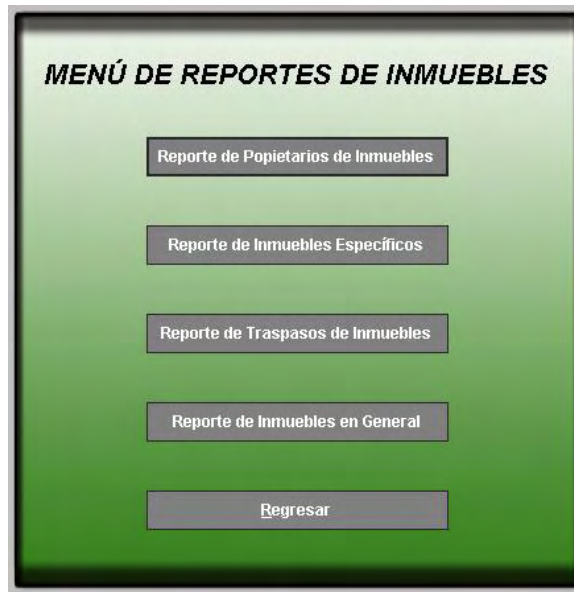 MENÚ DE REPORTES DE INMUEBLES
Reporte de Popietarios de Inmuebles
Reporte de Inmuebles Específicos
Reporte de Traspasos de Inmuebles
Reporte de Inmuebles en General
Regresar